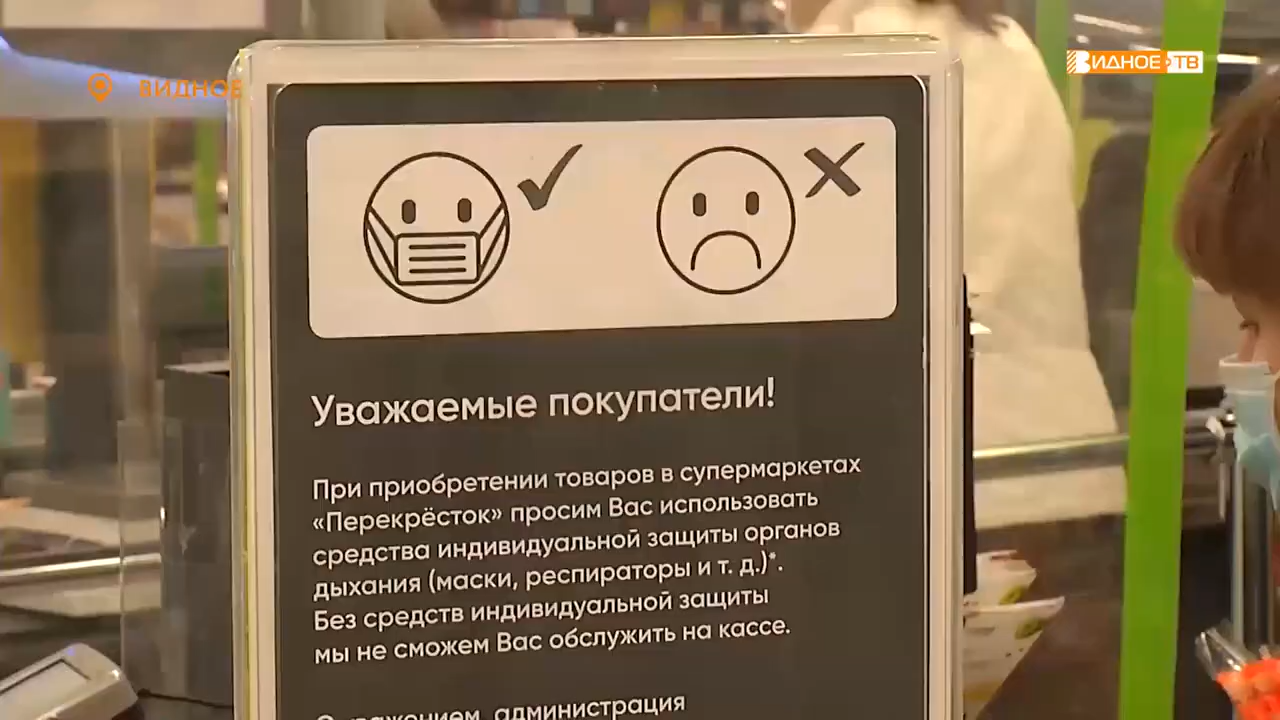 ВИДНОЕ
ВИДНОЕ ТВ
Уважаемые покупатели!
При приобретении товаров в супермаркетах
«Перекрёсток» просим Вас использовать
средства индивидуальной защиты органов
дыхания (маски, респираторы и т. д.)*.
Без средств индивидуальной защиты
мы не сможем Вас обслужить на кассе.
С уважением, администрация